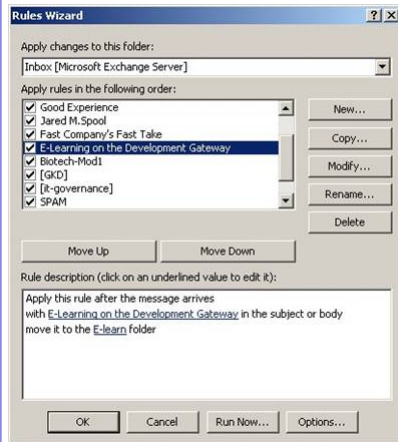 Rules Wizard
Apply changes to this folder:
Inbox [Microsoft Exchange Server]
Apply rules in the following order:
Good Experience
Jared M.Spool
Fast Company's Fast Take
E-Learning on the Development Gateway
Biotech-Mod1
[GKD]
[it-governance]
SPAM
New...
Copy...
Modify...
Rename...
Delete
Move Up
Move Down
Rule description (click on an underlined value to edit it):
Apply this rule after the message arrives
with E-Learning on the Development Gateway in the subject or body
move it to the E-learn folder
OK
Cancel
Run Now...
Options...